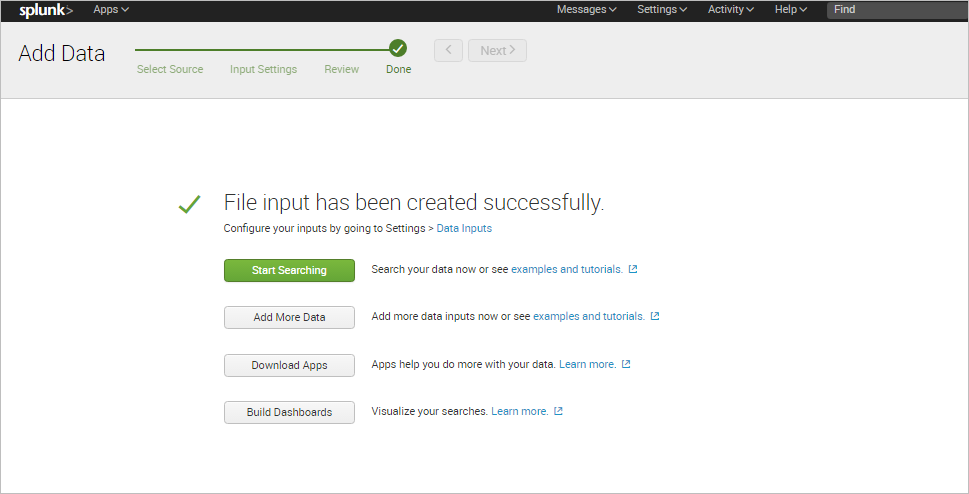 splunk> Apps Messages Settings Activity Help Find
Add Data
Select Source Input Settings Review Done
Next
File input has been created successfully.
Configure your inputs by going to Settings > Data Inputs
Start Searching Search your data now or see examples and tutorials.
Add More Data Add more data inputs now or see examples and tutorials.
Download Apps Apps help you do more with your data. Learn more.
Build Dashboards Visualize your searches. Learn more.